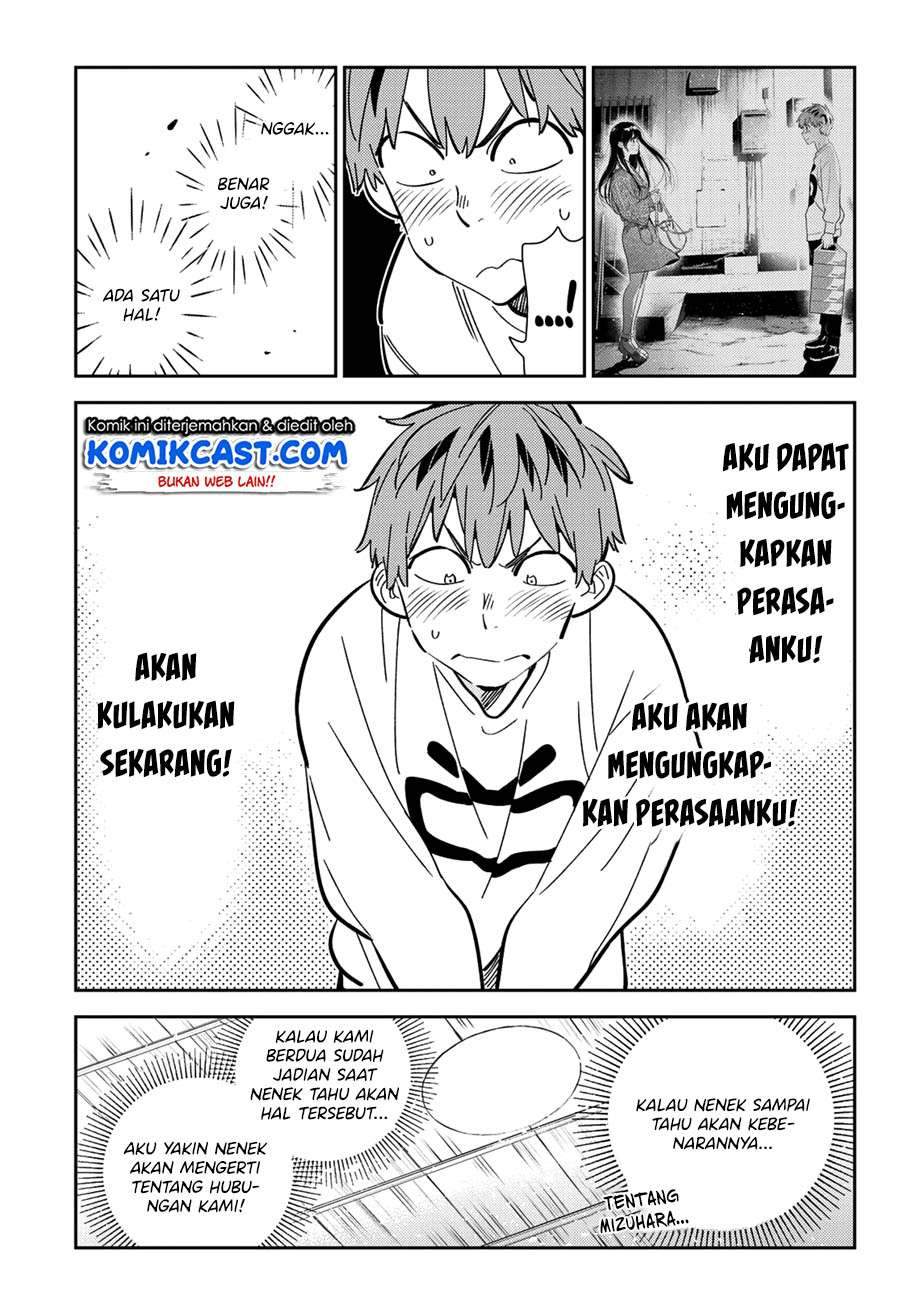 ....!
NGGAK...
BENAR
JUGA!
ADA SATU
HAL!
Komik ini diterjemahkan & diedit oleh
KOMIKCAST.COM
BUKAN WEB LAIN!!
AKU DAPAT
MENGUNG-
KAPKAN
PERASA-
ANKU!
AKU AKAN
MENGUNGKAP-
KAN PERASAANKU!
AKAN
KULAKUKAN
SEKARANG!
KALAU NENEK SAMPAI
TAHU AKAN KEBE-
NARANNYA...
TENTANG
MIZUHARA...
KALAU KAMI
BERDUA SUDAH
JADIAN SAAT
NENEK TAHU AKAN
HAL TERSEBUT...
AKU YAKIN NENEK
AKAN MENGERTI
TENTANG HUBU-
NGAN KAMI!